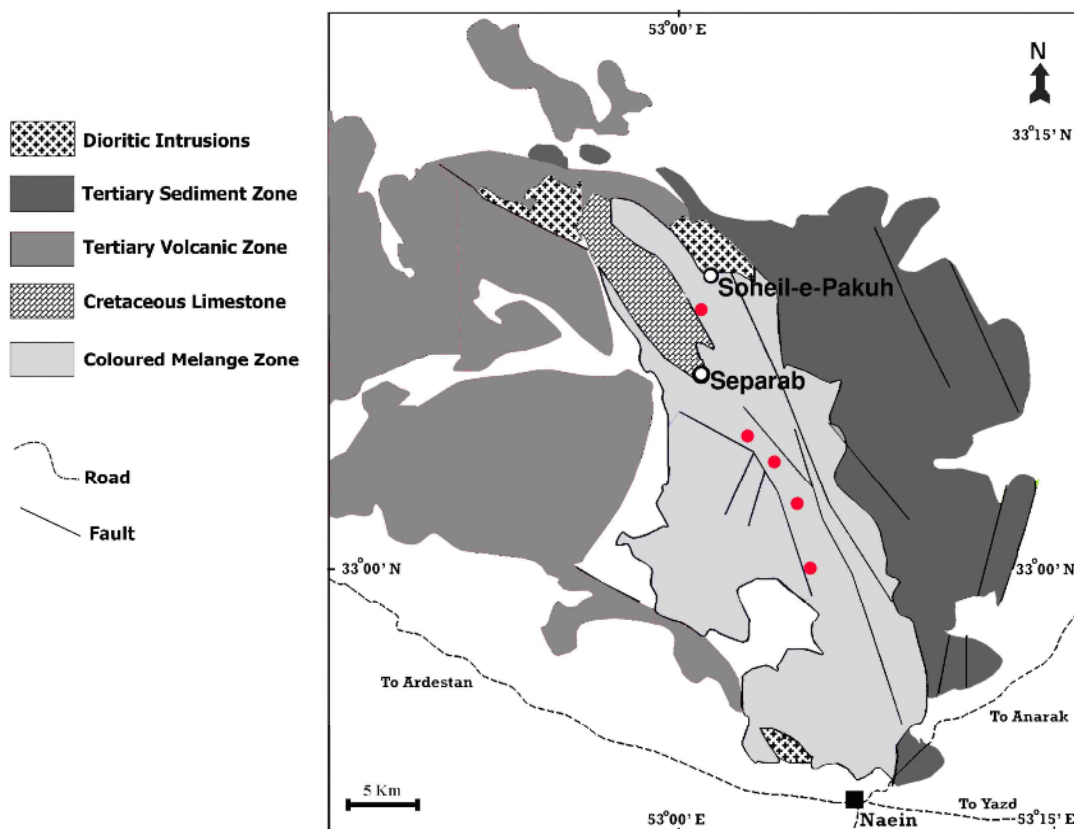 53°00’ E
N
33°15’ N
Dioritic Intrusions
Tertiary Sediment Zone
Tertiary Volcanic Zone
Cretaceous Limestone
Coloured Melange Zone
Road
Fault
Soheil-e-Pakuh
Separab
33°00’ N
33°00’ N
To Ardestan
To Anarak
5 Km
To Yazd
Naein
53°00’ E
53°15’ E